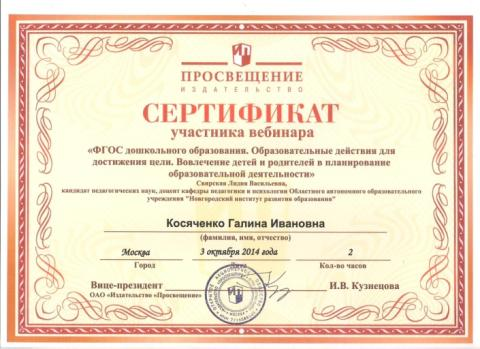 ПРОСВЕЩЕНИЕ
ИЗДАТЕЛЬСТВО
СЕРТИФИКАТ
участника вебинара
«ФГОС дошкольного образования. Образовательные действия для
достижения цели. Вовлечение детей и родителей в планирование
образовательной деятельности»
Свирская Лидия Васильевна,
кандидат педагогических наук, доцент кафедры педагогики и психологии Областного автономного образовательного
учреждения "Новгородский институт развития образования"
Косяченко Галина Ивановна
(фамилия, имя, отчество)
Москва 3 октября 2014 года 2
Город Дата Кол-во часов
Вице-президент И.В. Кузнецова
ОАО «Издательство «Просвещение»